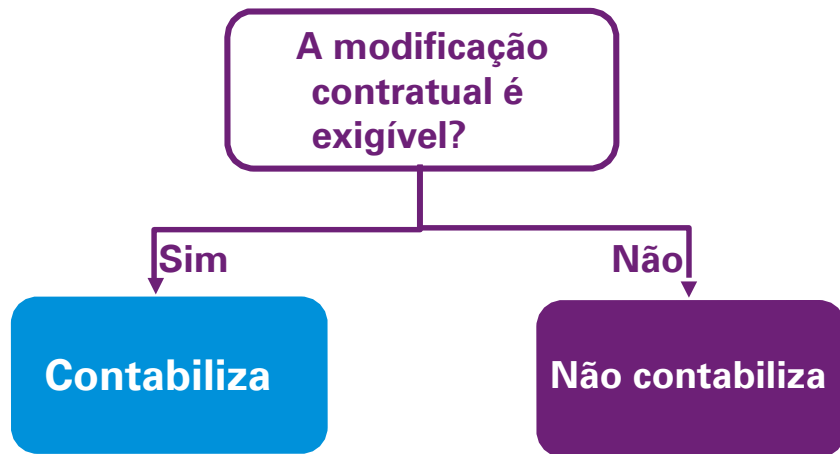 A modificação
contratual é
exigível?
Sim
Não
Contabiliza
Não contabiliza